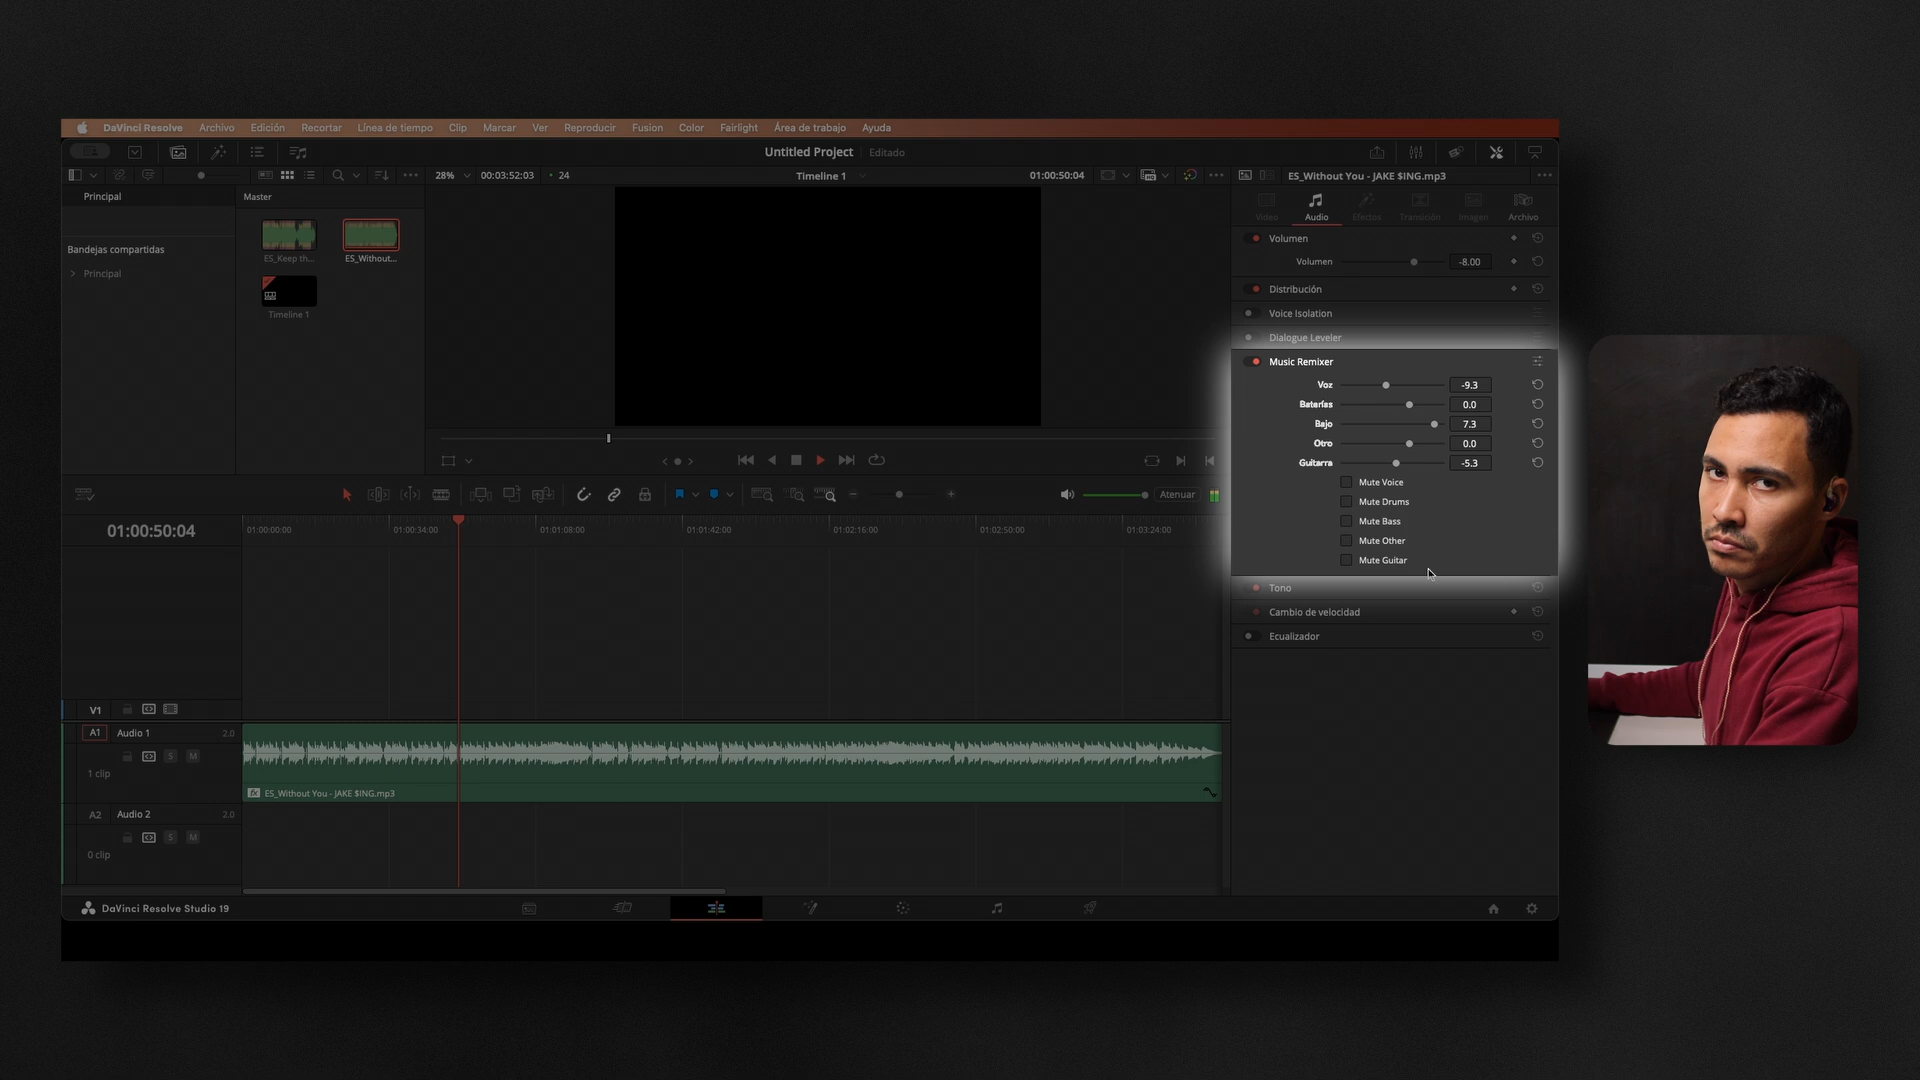 DaVinci Resolve Archivo Edición Recortar Línea de tiempo Clip Marcar Ver Reproducir Fusion Color Fairlight Área de trabajo Ayuda
Untitled Project Editado
28% 00:03:52:03 24 Timeline 1 01:00:50:04 ES_Without You - JAKE $ING.mp3
Principal
Master
Bandejas compartidas
Principal
ES_Keep th...
ES_Without...
Timeline 1
Video Audio Efectos Transición Imagen Archivo
Volumen
Volumen -8.00
Distribución
Voice Isolation
Dialogue Leveler
Music Remixer
Voz -9.3
Baterías 0.0
Bajo 7.3
Otro 0.0
Guitarra -5.3
Mute Voice
Mute Drums
Mute Bass
Mute Other
Mute Guitar
Tono
Cambio de velocidad
Ecualizador
Atenuar
01:00:50:04 01:00:00:00 01:00:34:00 01:01:08:00 01:01:42:00 01:02:16:00 01:02:50:00 01:03:24:00
V1
A1 Audio 1 2.0
S M
1 clip
fx ES_Without You - JAKE $ING.mp3
A2 Audio 2 2.0
S M
0 clip
DaVinci Resolve Studio 19